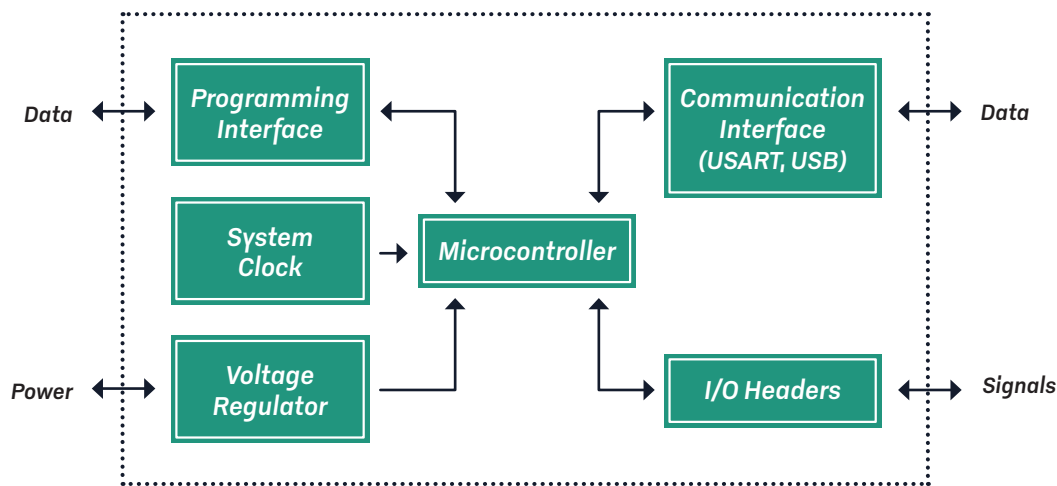 Data
Programming
Interface
Communication
Interface
(USART, USB)
Data
System
Clock
Microcontroller
Power
Voltage
Regulator
I/O Headers
Signals